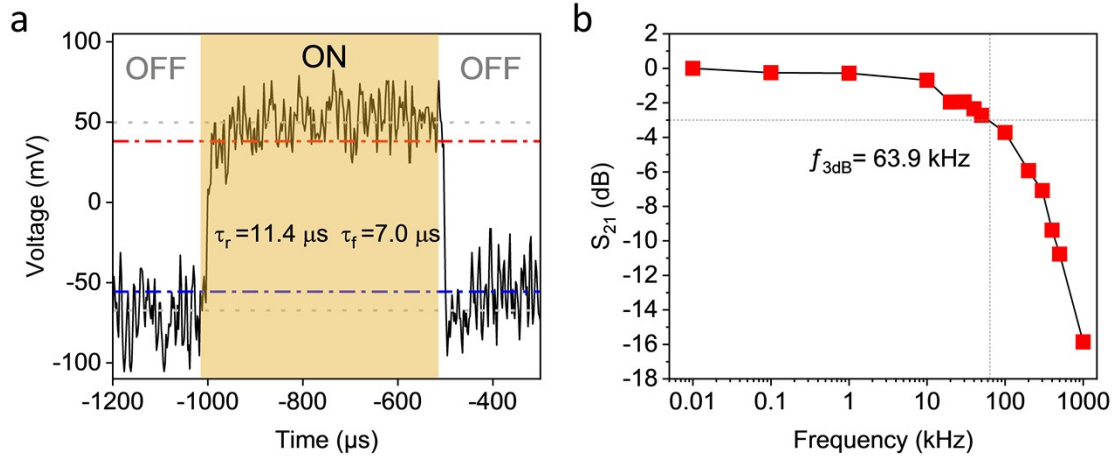 a
100
50
0
-50
-100
Voltage (mV)
OFF
ON
OFF
τr=11.4 μs τf=7.0 μs
-1200
-1000
-800
-600
-400
Time (μs)
b
0
-2
-4
-6
-8
-10
-12
-14
-16
-18
S21 (dB)
f3dB= 63.9 kHz
0.01
0.1
1
10
100
1000
Frequency (kHz)